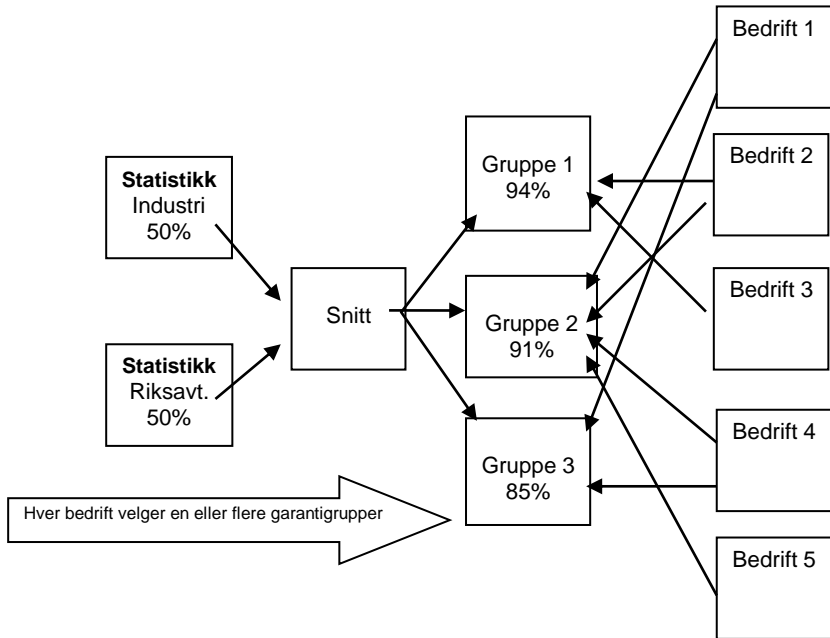 Statistikk
Industri
50%
Statistikk
Riksavt.
50%
Snitt
Gruppe 1
94%
Gruppe 2
91%
Gruppe 3
85%
Bedrift 1
Bedrift 2
Bedrift 3
Bedrift 4
Bedrift 5
Hver bedrift velger en eller flere garantigrupper